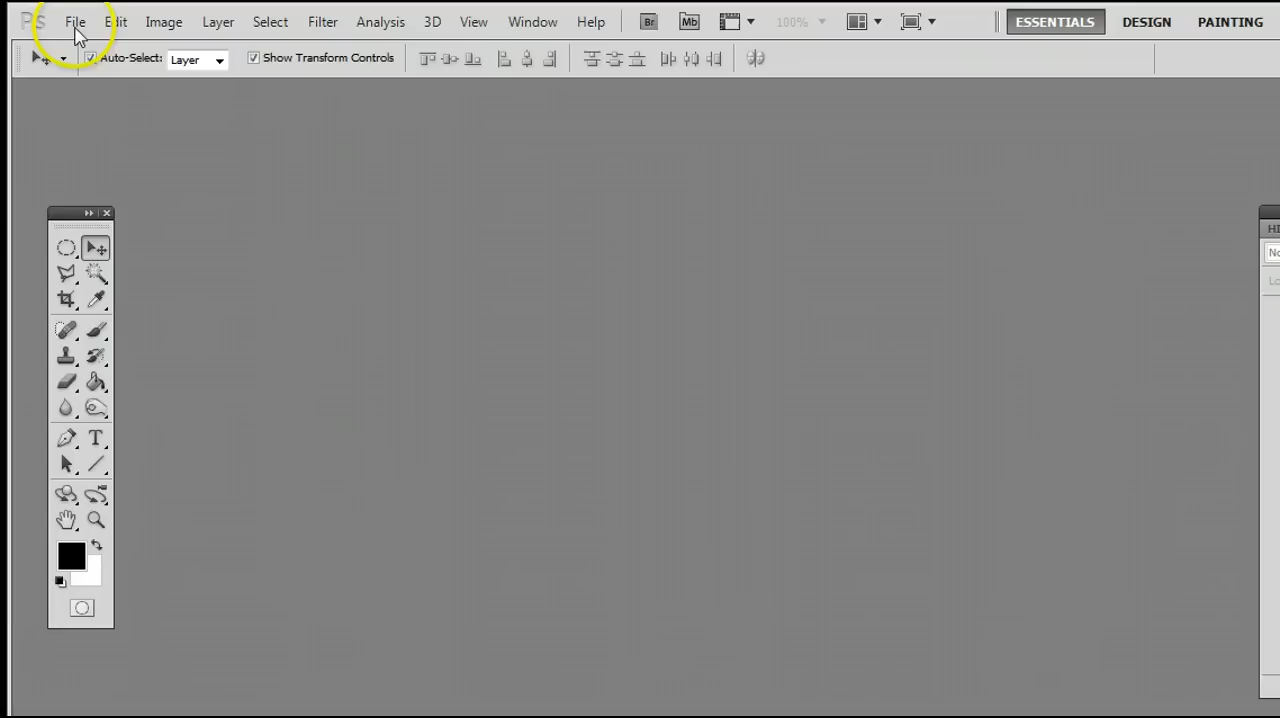 Ps File Edit Image Layer Select Filter Analysis 3D View Window Help Br Mb 100% ESSENTIALS DESIGN PAINTING
Auto-Select: Layer Show Transform Controls
T